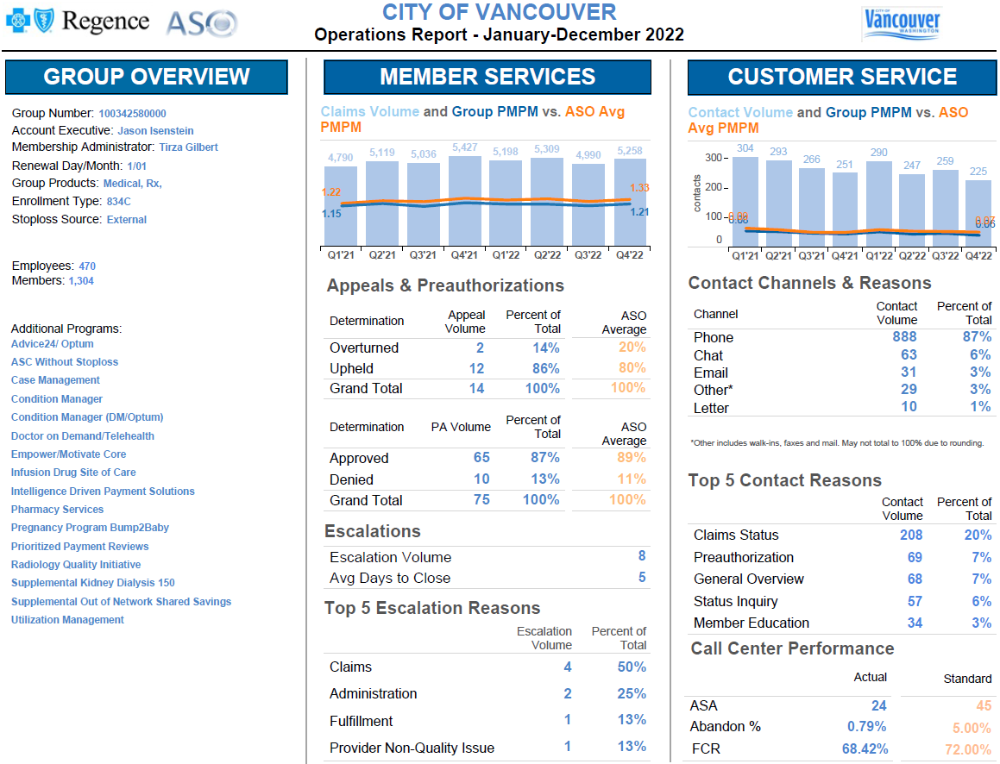 Regence ASO
CITY OF VANCOUVER
Operations Report - January-December 2022
CITY OF
Vancouver
WASHINGTON
GROUP OVERVIEW
Group Number: 100342580000
Account Executive: Jason Isenstein
Membership Administrator: Tirza Gilbert
Renewal Day/Month: 1/01
Group Products: Medical, Rx,
Enrollment Type: 834C
Stoploss Source: External
Employees: 470
Members: 1,304
Additional Programs:
Advice24/ Optum
ASC Without Stoploss
Case Management
Condition Manager
Condition Manager (DM/Optum)
Doctor on Demand/Telehealth
Empower/Motivate Core
Infusion Drug Site of Care
Intelligence Driven Payment Solutions
Pharmacy Services
Pregnancy Program Bump2Baby
Prioritized Payment Reviews
Radiology Quality Initiative
Supplemental Kidney Dialysis 150
Supplemental Out of Network Shared Savings
Utilization Management
MEMBER SERVICES
Claims Volume and Group PMPM vs. ASO Avg
PMPM
4,790 5,119 5,036 5,427 5,198 5,309 4,990 5,258
1.22 1.33
1.15 1.21
Q1'21 Q2'21 Q3'21 Q4'21 Q1'22 Q2'22 Q3'22 Q4'22
Appeals & Preauthorizations
Determination Appeal Volume Percent of Total ASO Average
Overturned 2 14% 20%
Upheld 12 86% 80%
Grand Total 14 100% 100%
Determination PA Volume Percent of Total ASO Average
Approved 65 87% 89%
Denied 10 13% 11%
Grand Total 75 100% 100%
Escalations
Escalation Volume 8
Avg Days to Close 5
Top 5 Escalation Reasons
Escalation Volume Percent of Total
Claims 4 50%
Administration 2 25%
Fulfillment 1 13%
Provider Non-Quality Issue 1 13%
CUSTOMER SERVICE
Contact Volume and Group PMPM vs. ASO
Avg PMPM
contacts
300
200
100
0
304 293 266 251 290 247 259 225
0.09 0.07
0.08 0.06
Q1'21 Q2'21 Q3'21 Q4'21 Q1'22 Q2'22 Q3'22 Q4'22
Contact Channels & Reasons
Channel Contact Volume Percent of Total
Phone 888 87%
Chat 63 6%
Email 31 3%
Other* 29 3%
Letter 10 1%
*Other includes walk-ins, faxes and mail. May not total to 100% due to rounding.
Top 5 Contact Reasons
Contact Volume Percent of Total
Claims Status 208 20%
Preauthorization 69 7%
General Overview 68 7%
Status Inquiry 57 6%
Member Education 34 3%
Call Center Performance
Actual Standard
ASA 24 45
Abandon % 0.79% 5.00%
FCR 68.42% 72.00%